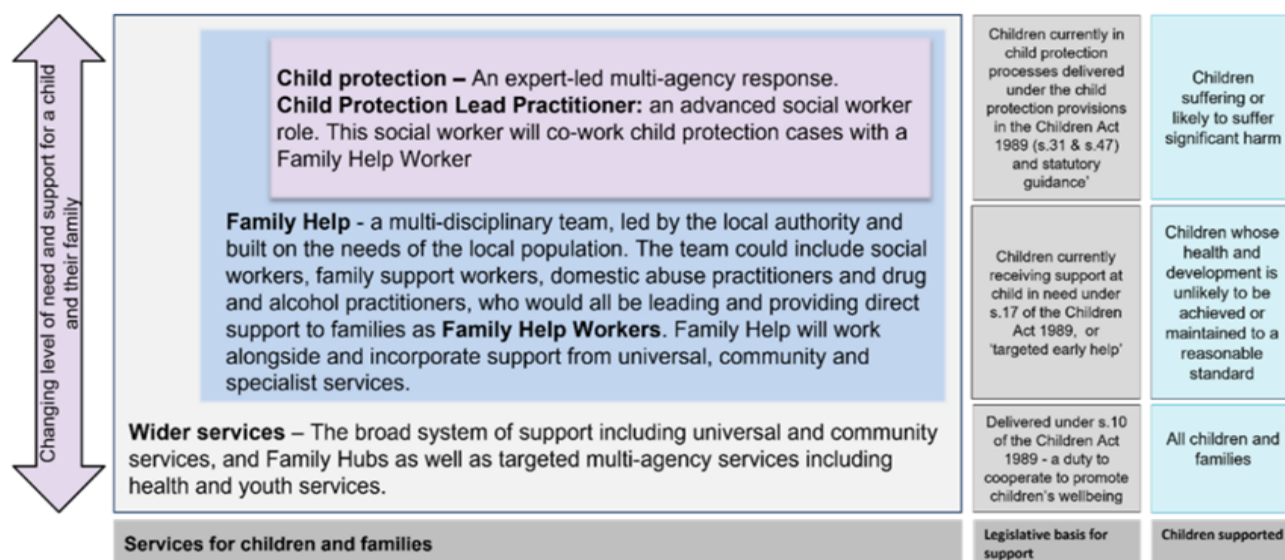 Changing level of need and support for a child
and their family
Child protection – An expert-led multi-agency response.
Child Protection Lead Practitioner: an advanced social worker
role. This social worker will co-work child protection cases with a
Family Help Worker
Family Help - a multi-disciplinary team, led by the local authority and
built on the needs of the local population. The team could include social
workers, family support workers, domestic abuse practitioners and drug
and alcohol practitioners, who would all be leading and providing direct
support to families as Family Help Workers. Family Help will work
alongside and incorporate support from universal, community and
specialist services.
Wider services – The broad system of support including universal and community
services, and Family Hubs as well as targeted multi-agency services including
health and youth services.
Services for children and families
Children currently in
child protection
processes delivered
under the child
protection provisions
in the Children Act
1989 (s.31 & s.47)
and statutory
guidance’
Children currently
receiving support at
child in need under
s.17 of the Children
Act 1989, or
‘targeted early help’
Delivered under s.10
of the Children Act
1989 - a duty to
cooperate to promote
children’s wellbeing
Legislative basis for
support
Children
suffering or
likely to suffer
significant harm
Children whose
health and
development is
unlikely to be
achieved or
maintained to a
reasonable
standard
All children and
families
Children supported